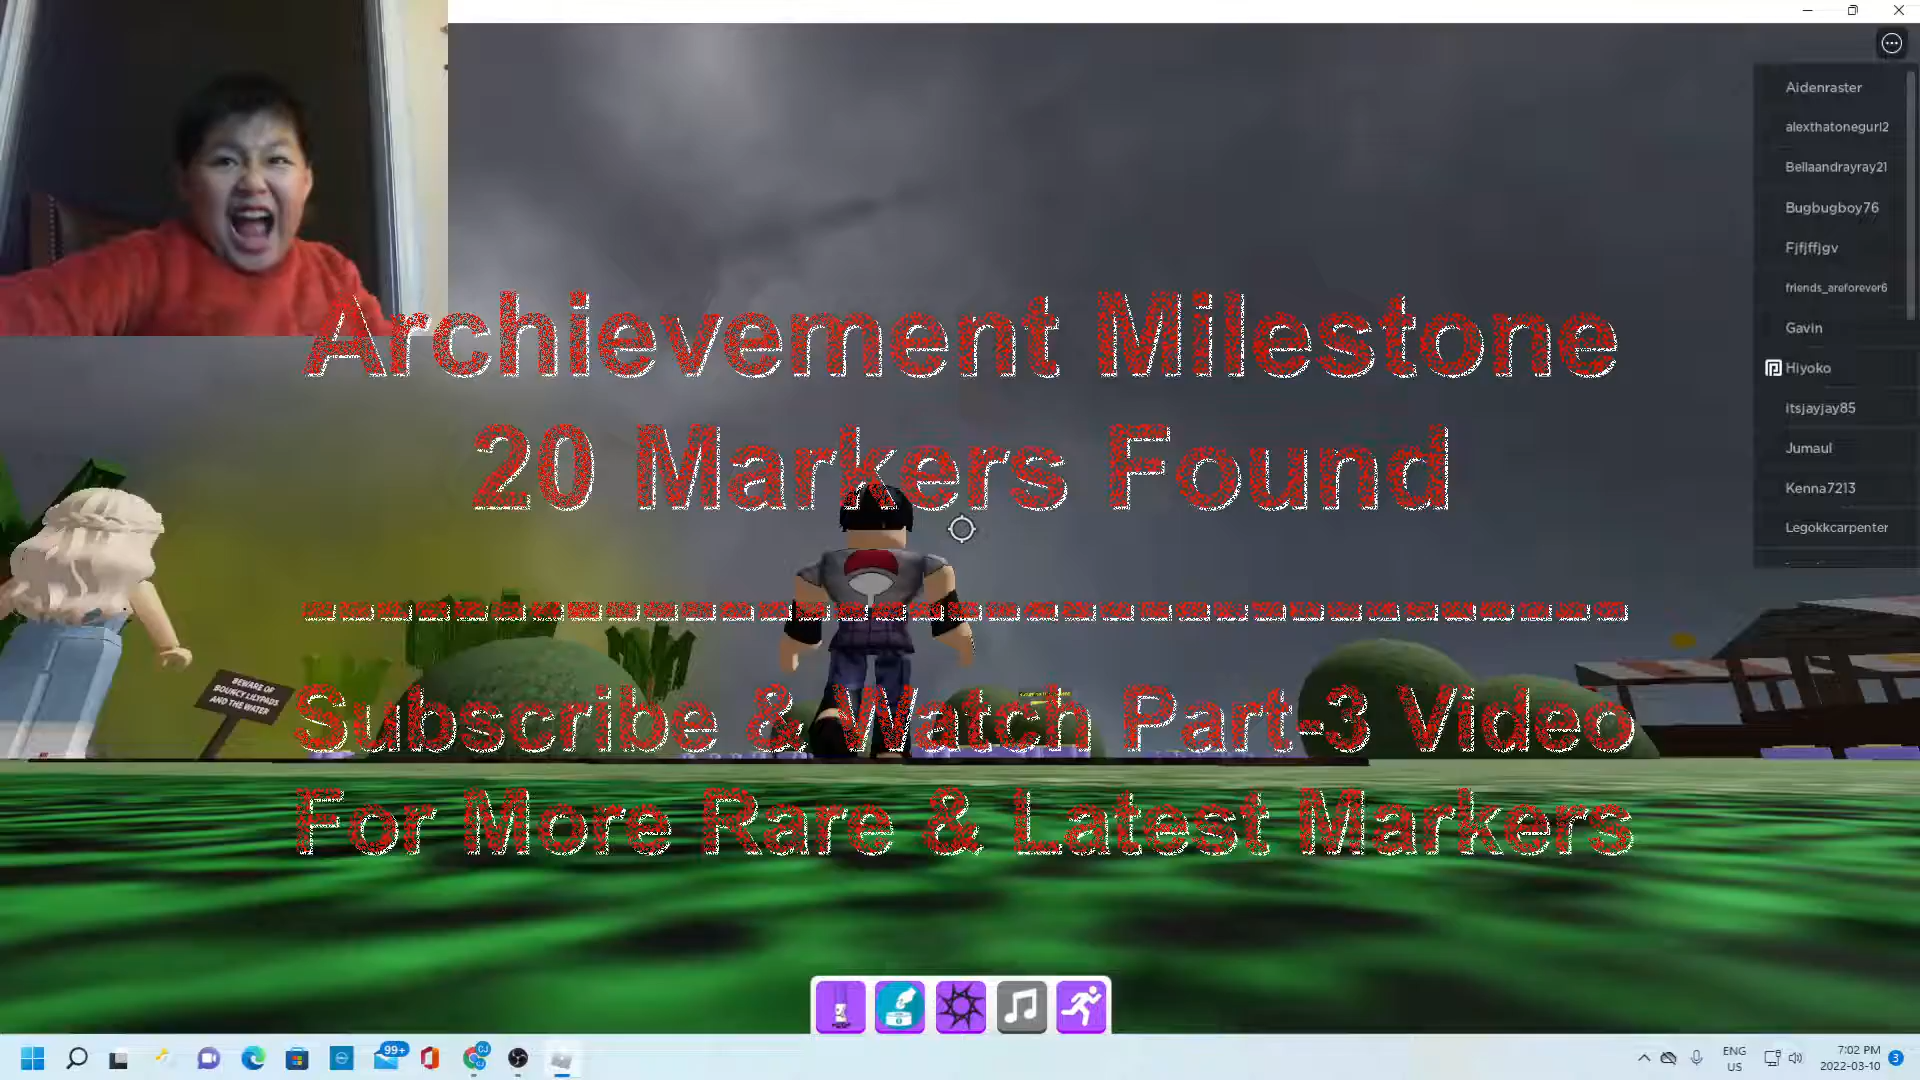 Aidenraster
alexthatonegurl2
Bellaandrayray21
Bugbugboy76
Fjfjffjgv
friends_areforever6
Gavin
Hiyoko
itsjayjay85
Jumaul
Kenna7213
Legokkcarpenter
Archievement Milestone
20 Markers Found
-----------------------------------
Subscribe & Watch Part-3 Video
For More Rare & Latest Markers
BEWARE OF
BOUNCY LILYPADS
AND THE WATER
99+
CJ
ENG
US
7:02 PM
2022-03-10
3